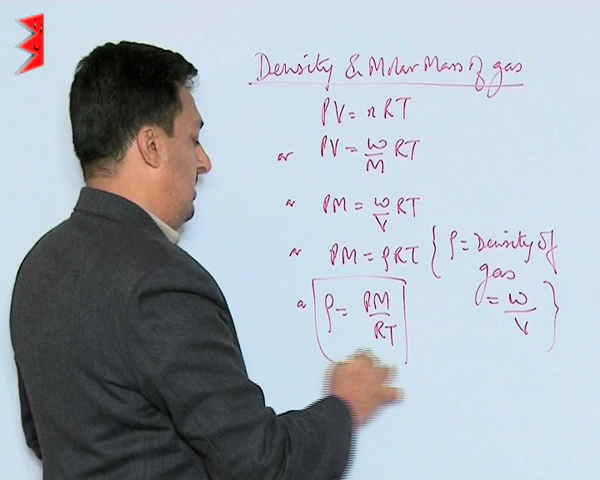 Density & Molar Mass of gas
PV = nRT
or PV = w/M RT
or PM = w/V RT
or PM = ρRT { ρ = Density of gas = w/V }
or ρ = PM/RT